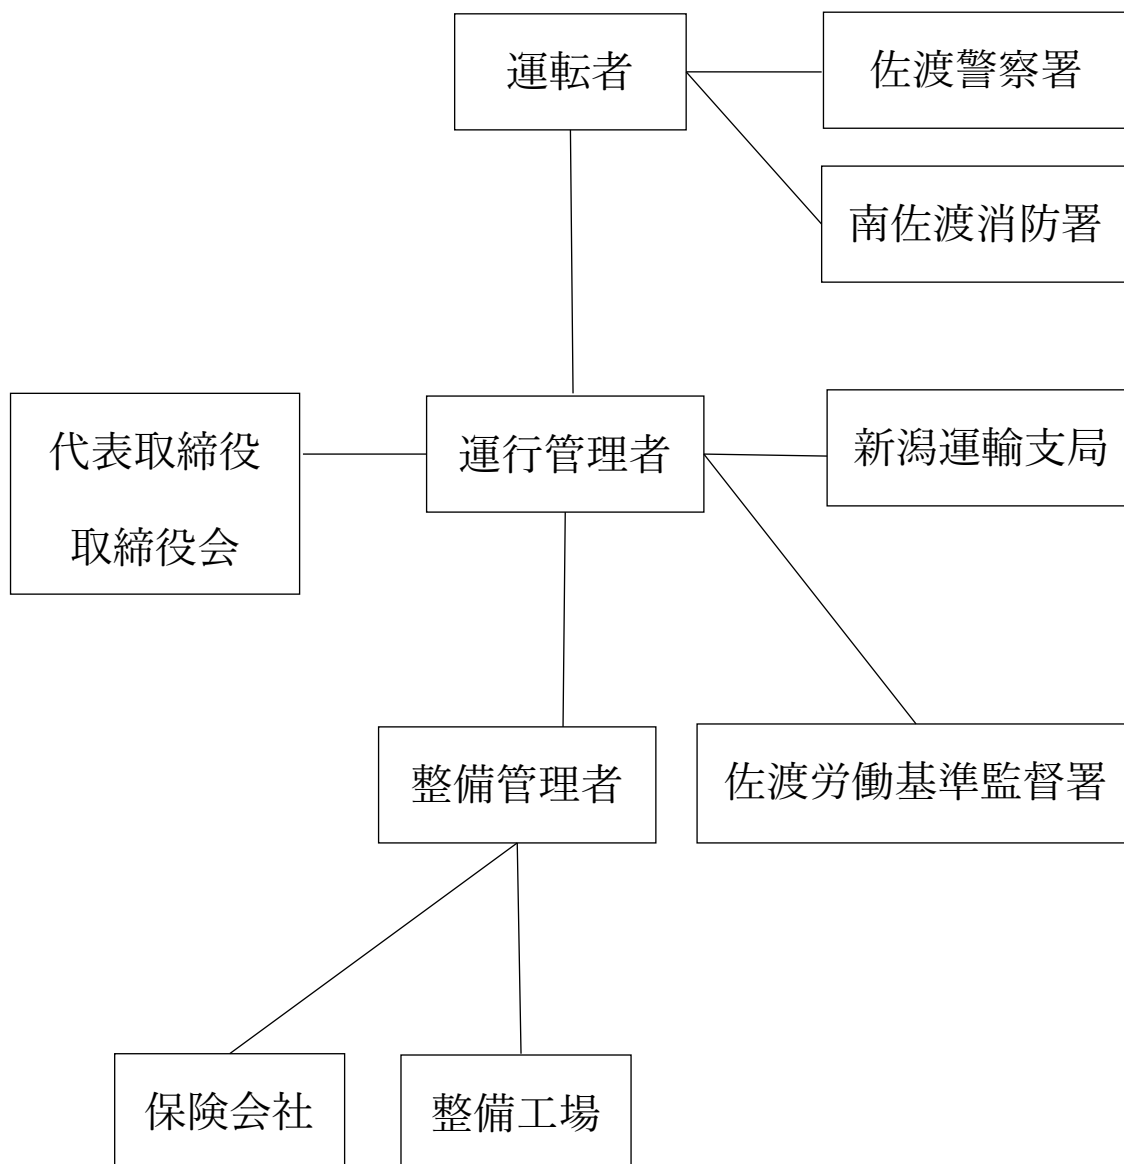 運転者
佐渡警察署
南佐渡消防署
代表取締役
取締役会
運行管理者
新潟運輸支局
整備管理者
佐渡労働基準監督署
保険会社
整備工場